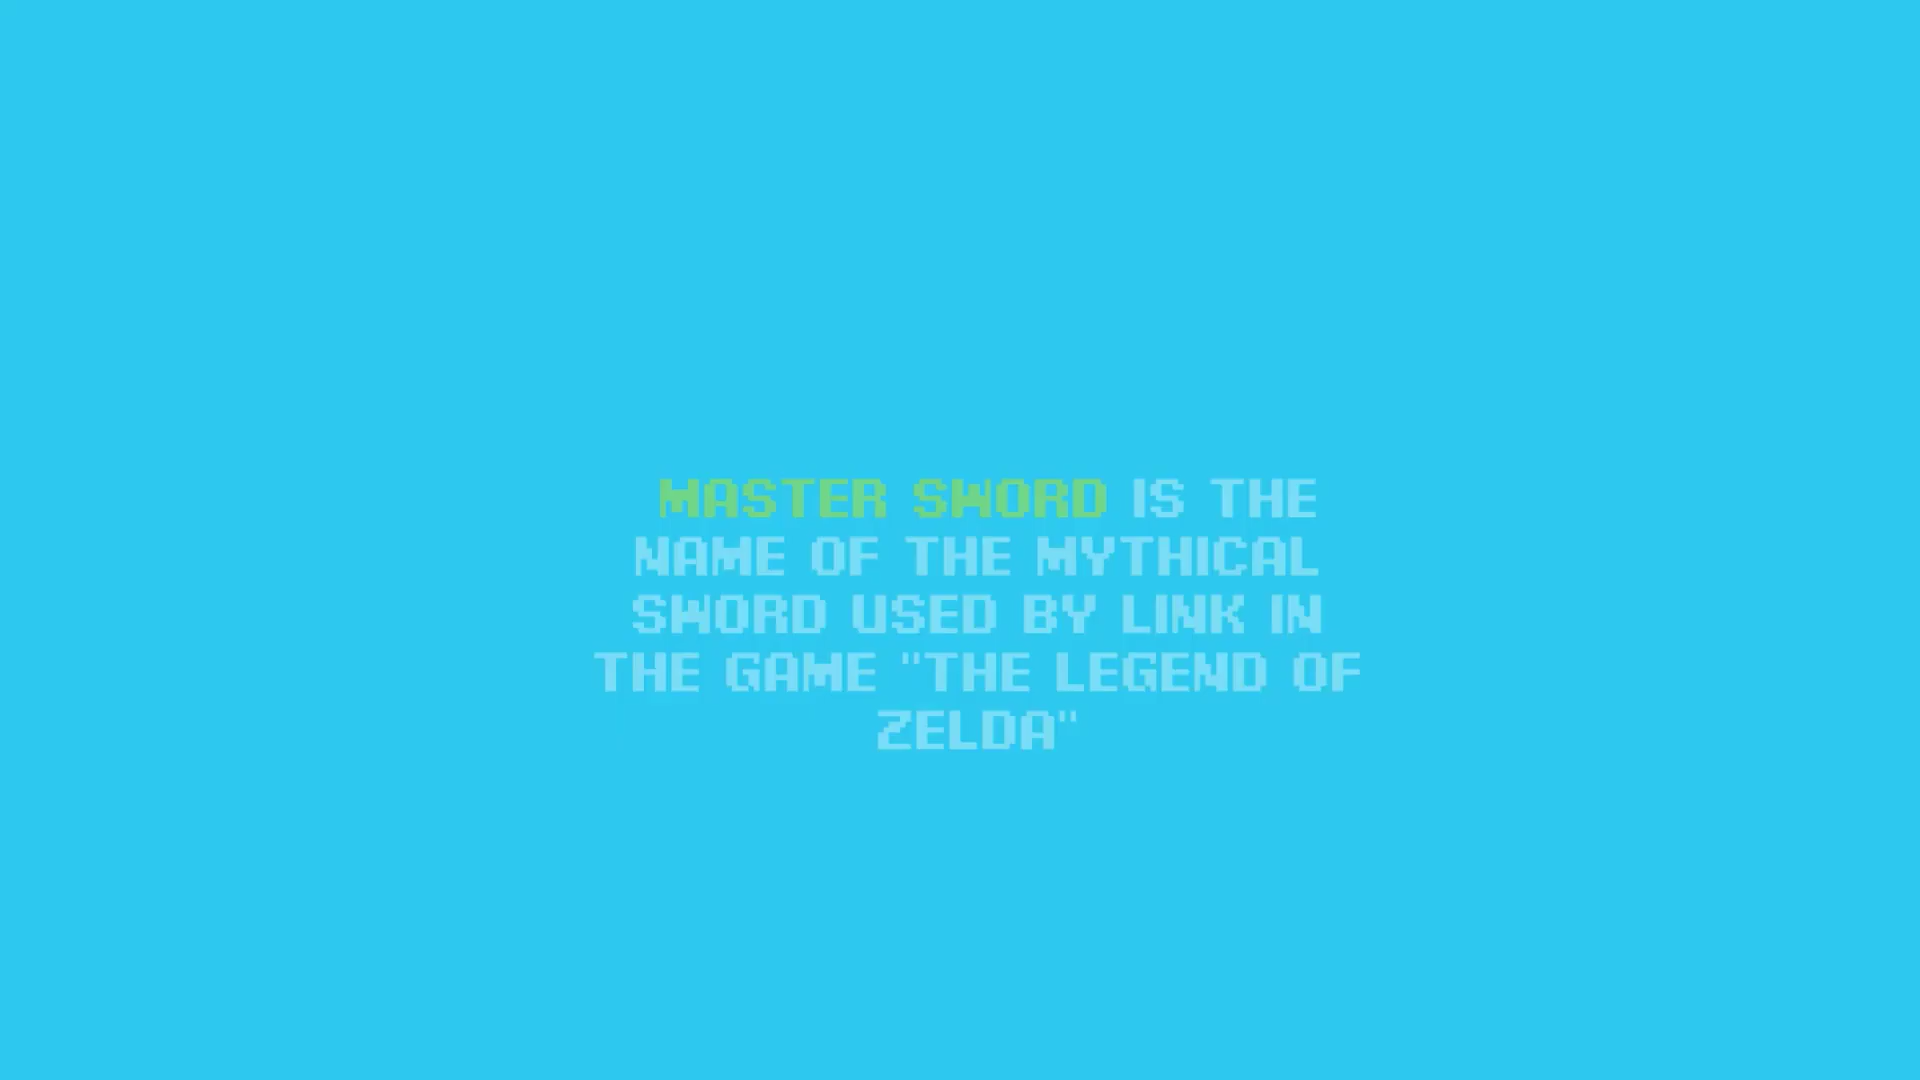 MASTER SWORD IS THE
NAME OF THE MYTHICAL
SWORD USED BY LINK IN
THE GAME "THE LEGEND OF
ZELDA"